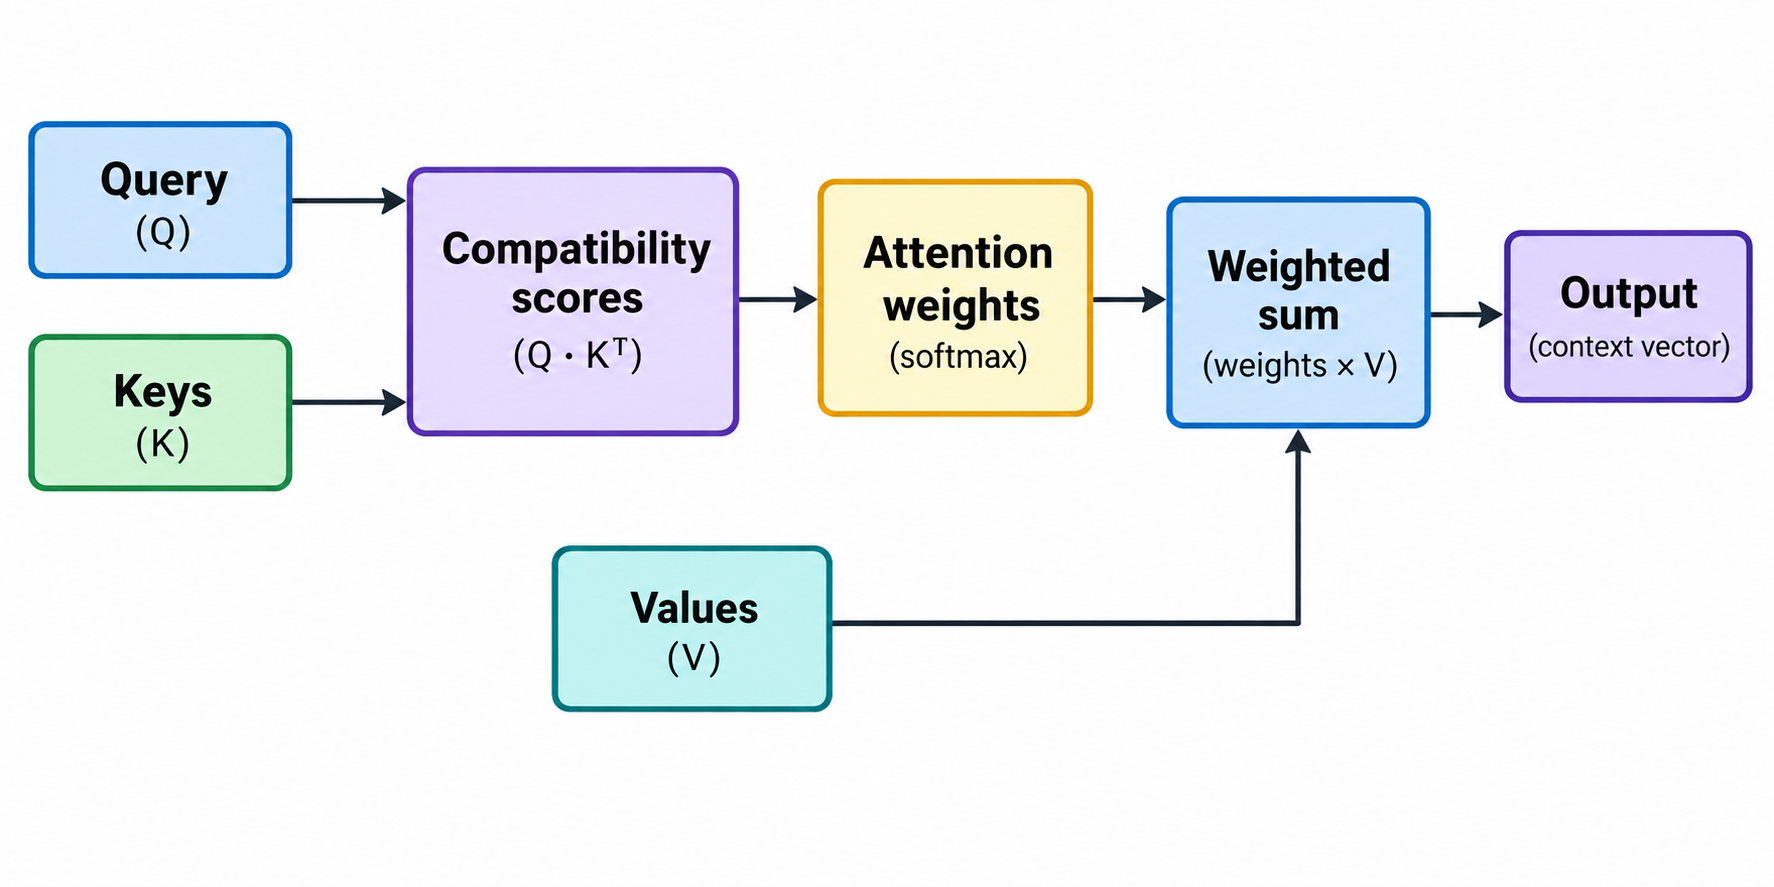 Query
(Q)
Keys
(K)
Compatibility
scores
(Q · Kᵀ)
Attention
weights
(softmax)
Weighted
sum
(weights × V)
Output
(context vector)
Values
(V)